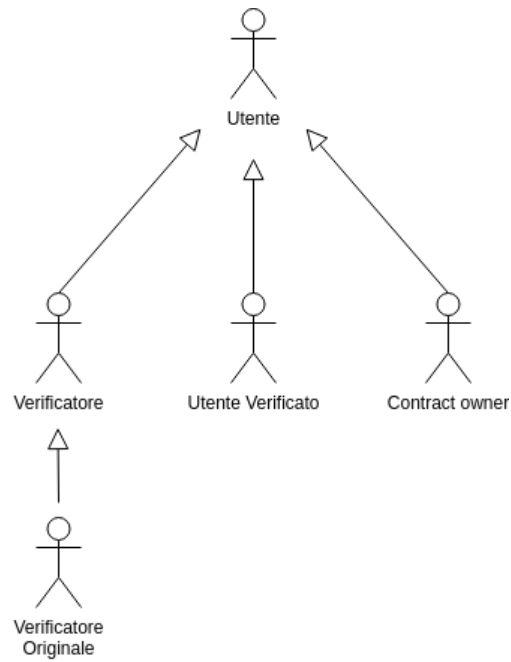 Utente
Verificatore
Utente Verificato
Contract owner
Verificatore
Originale